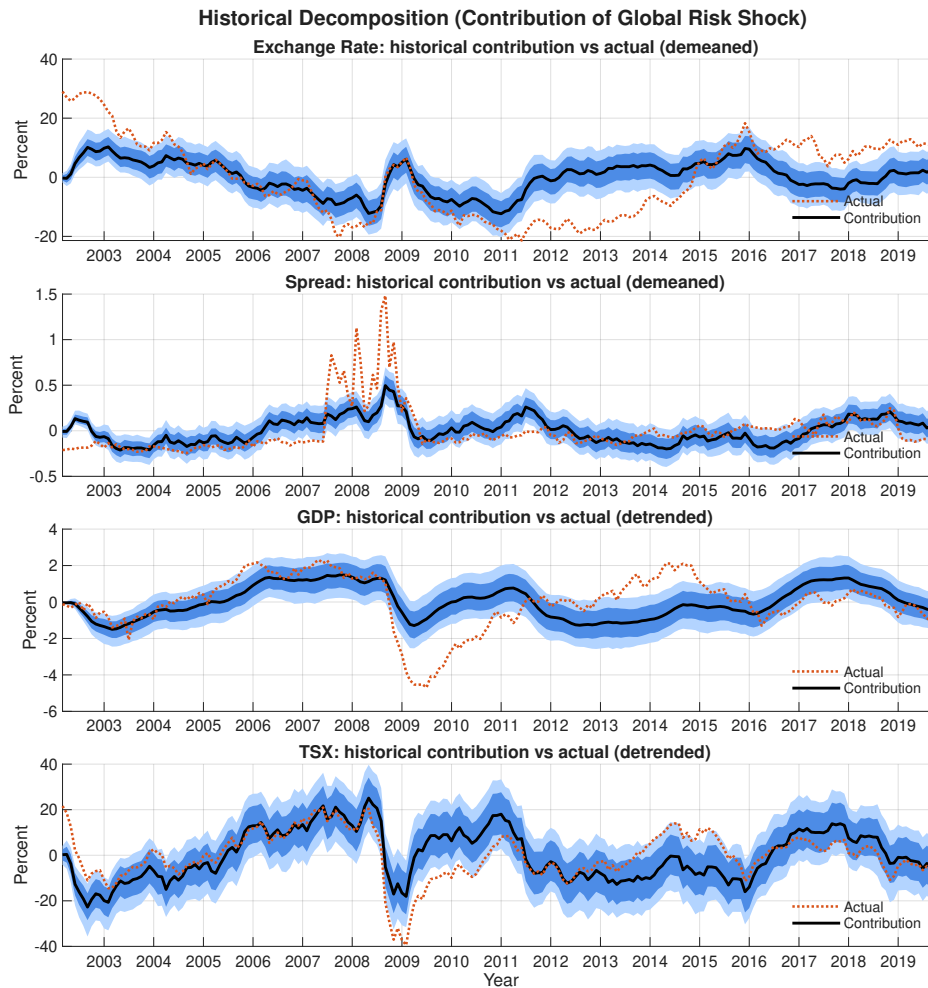 Historical Decomposition (Contribution of Global Risk Shock)
Exchange Rate: historical contribution vs actual (demeaned)
Percent
40
20
0
-20
Actual
Contribution
2003 2004 2005 2006 2007 2008 2009 2010 2011 2012 2013 2014 2015 2016 2017 2018 2019
Spread: historical contribution vs actual (demeaned)
Percent
1.5
1
0.5
0
-0.5
Actual
Contribution
2003 2004 2005 2006 2007 2008 2009 2010 2011 2012 2013 2014 2015 2016 2017 2018 2019
GDP: historical contribution vs actual (detrended)
Percent
4
2
0
-2
-4
-6
Actual
Contribution
2003 2004 2005 2006 2007 2008 2009 2010 2011 2012 2013 2014 2015 2016 2017 2018 2019
TSX: historical contribution vs actual (detrended)
Percent
40
20
0
-20
-40
Actual
Contribution
2003 2004 2005 2006 2007 2008 2009 2010 2011 2012 2013 2014 2015 2016 2017 2018 2019
Year